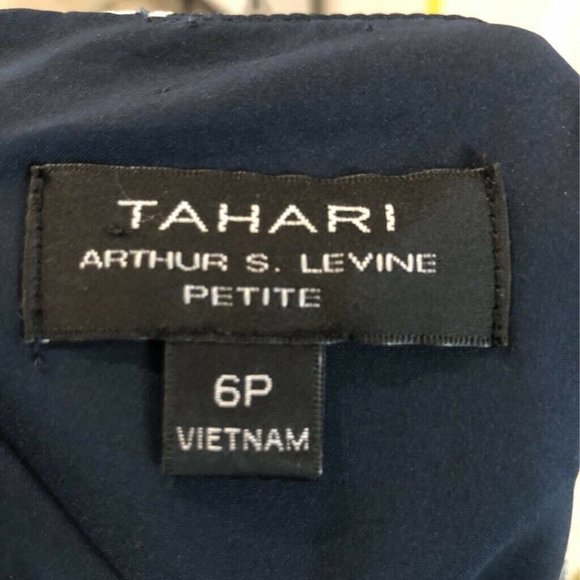 TAHARI
ARTHUR S. LEVINE
PETITE
6P
VIETNAM